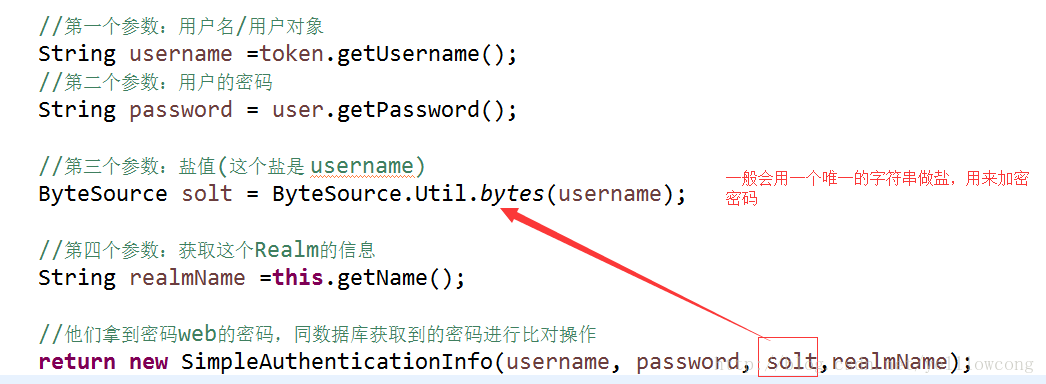 //第一个参数：用户名/用户对象
String username =token.getUsername();
//第二个参数：用户的密码
String password = user.getPassword();
//第三个参数：盐值(这个盐是 username)
ByteSource solt = ByteSource.Util.bytes(username);
一般会用一个唯一的字符串做盐，用来加密
密码
//第四个参数：获取这个Realm的信息
String realmName =this.getName();
//他们拿到密码web的密码，同数据库获取到的密码进行比对操作
return new SimpleAuthenticationInfo(username, password, solt,realmName);